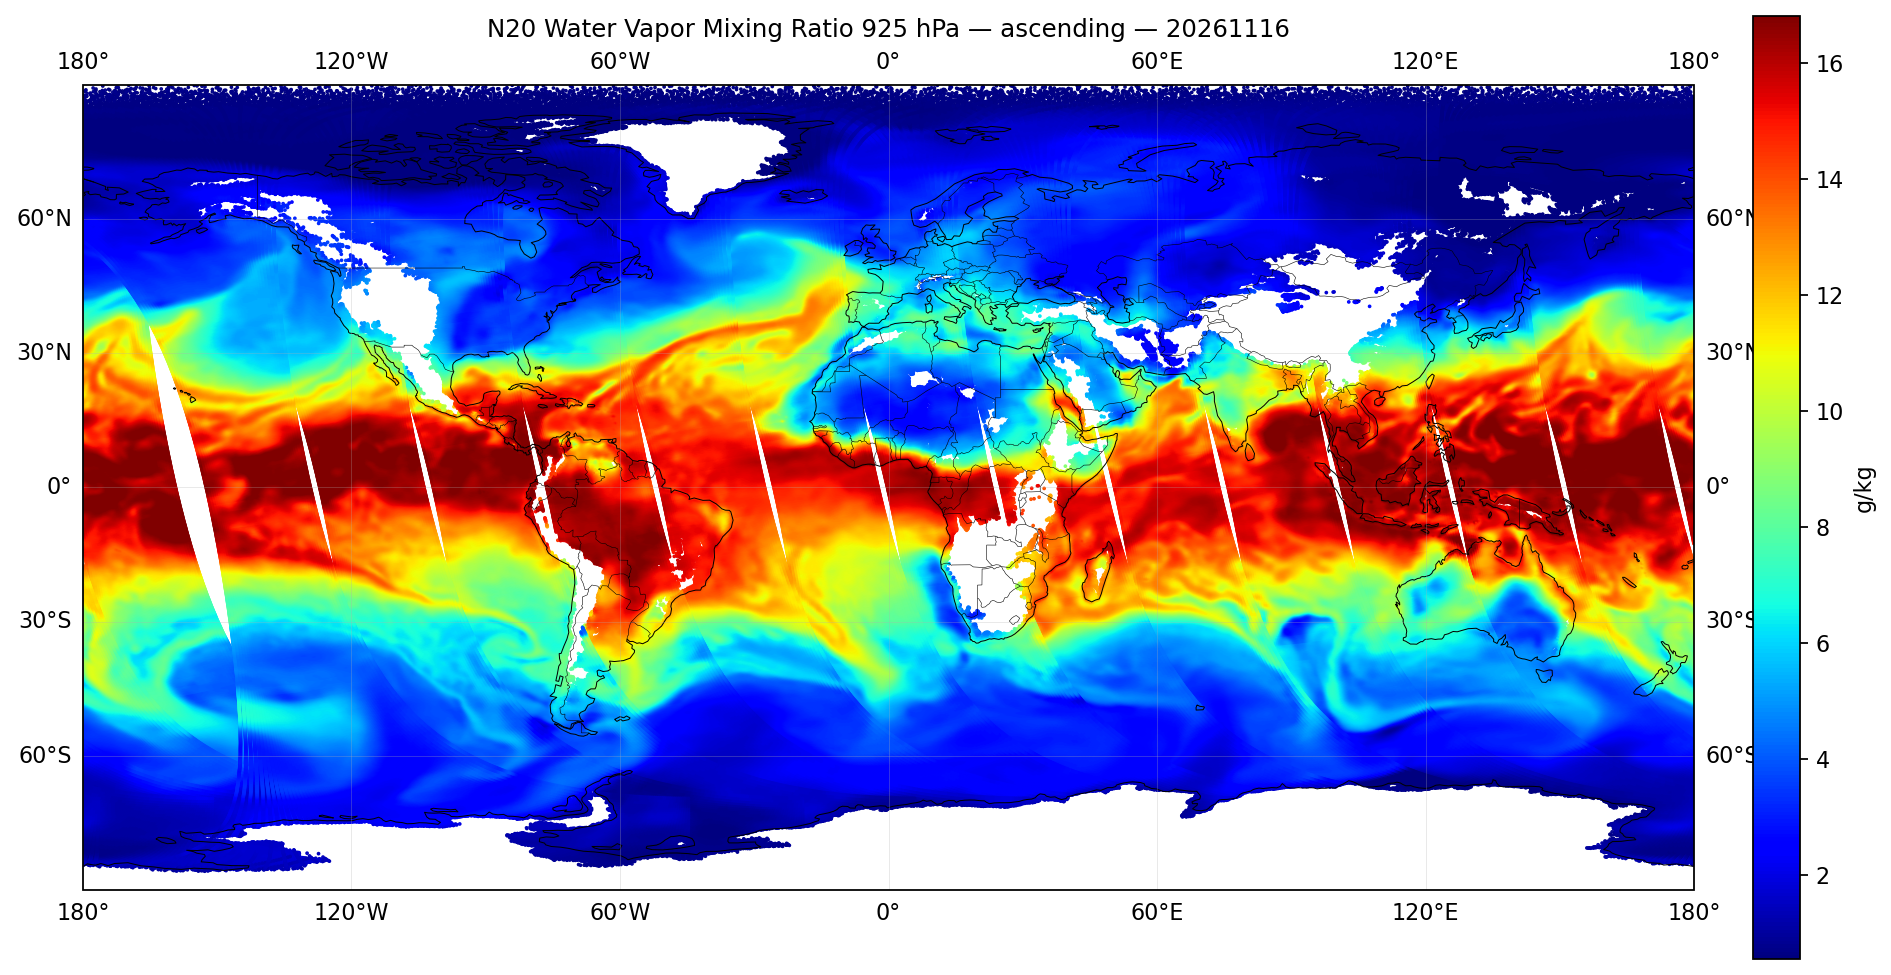 N20 Water Vapor Mixing Ratio 925 hPa — ascending — 20261116
180° 120°W 60°W 0° 60°E 120°E 180°
60°N 60°N
30°N 30°N
0° 0°
30°S 30°S
60°S 60°S
180° 120°W 60°W 0° 60°E 120°E 180°
16
14
12
10
8
6
4
2
g/kg